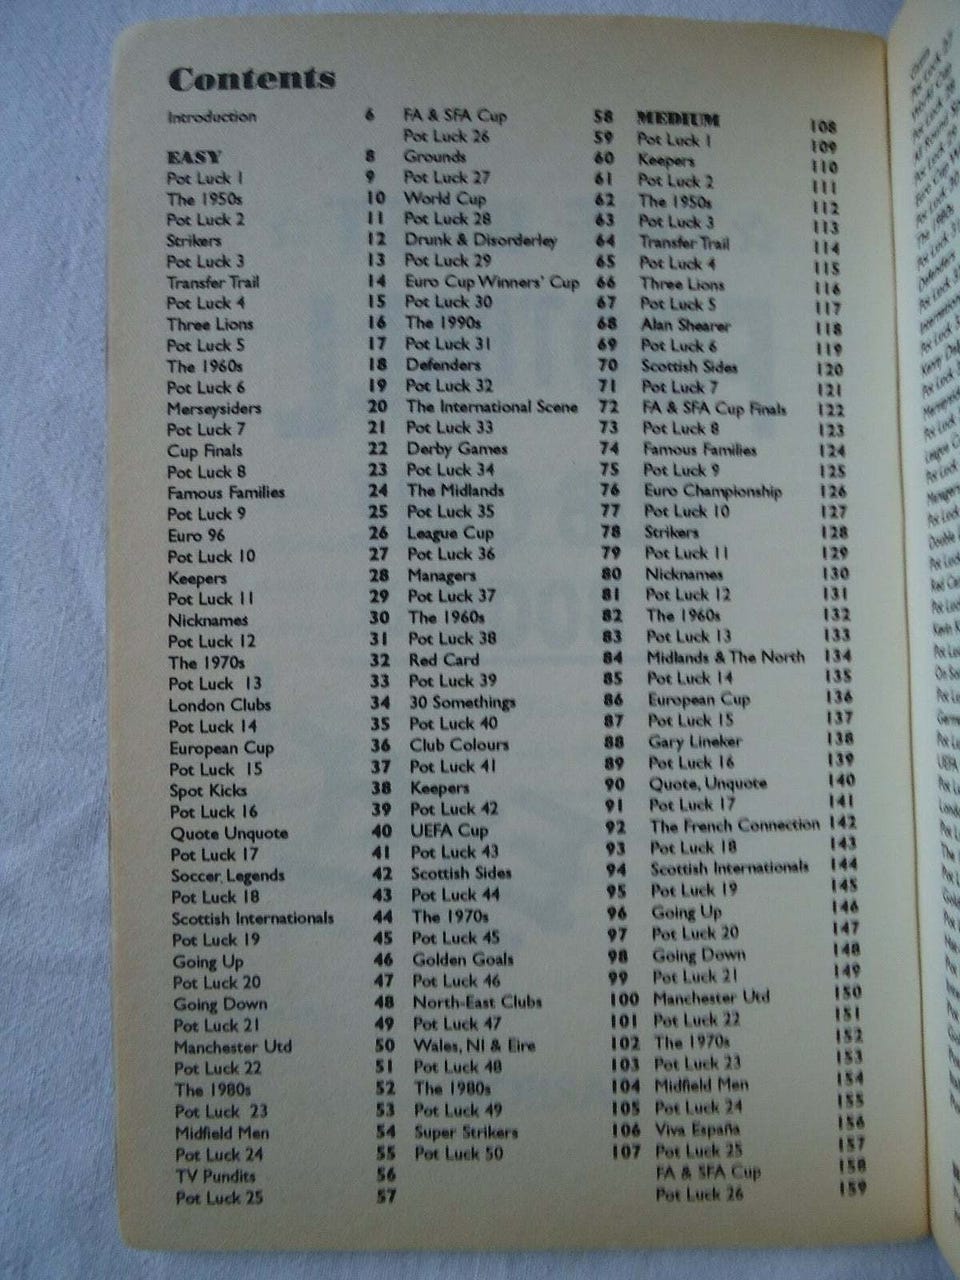 Contents
Introduction 6
EASY 8
Pot Luck 1 9
The 1950s 10
Pot Luck 2 11
Strikers 12
Pot Luck 3 13
Transfer Trail 14
Pot Luck 4 15
Three Lions 16
Pot Luck 5 17
The 1960s 18
Pot Luck 6 19
Merseysiders 20
Pot Luck 7 21
Cup Finals 22
Pot Luck 8 23
Famous Families 24
Pot Luck 9 25
Euro 96 26
Pot Luck 10 27
Keepers 28
Pot Luck 11 29
Nicknames 30
Pot Luck 12 31
The 1970s 32
Pot Luck 13 33
London Clubs 34
Pot Luck 14 35
European Cup 36
Pot Luck 15 37
Spot Kicks 38
Pot Luck 16 39
Quote Unquote 40
Pot Luck 17 41
Soccer Legends 42
Pot Luck 18 43
Scottish Internationals 44
Pot Luck 19 45
Going Up 46
Pot Luck 20 47
Going Down 48
Pot Luck 21 49
Manchester Utd 50
Pot Luck 22 51
The 1980s 52
Pot Luck 23 53
Midfield Men 54
Pot Luck 24 55
TV Pundits 56
Pot Luck 25 57
FA & SFA Cup 58
Pot Luck 26 59
Grounds 60
Pot Luck 27 61
World Cup 62
Pot Luck 28 63
Drunk & Disorderley 64
Pot Luck 29 65
Euro Cup Winners' Cup 66
Pot Luck 30 67
The 1990s 68
Pot Luck 31 69
Defenders 70
Pot Luck 32 71
The International Scene 72
Pot Luck 33 73
Derby Games 74
Pot Luck 34 75
The Midlands 76
Pot Luck 35 77
League Cup 78
Pot Luck 36 79
Managers 80
Pot Luck 37 81
The 1960s 82
Pot Luck 38 83
Red Card 84
Pot Luck 39 85
30 Somethings 86
Pot Luck 40 87
Club Colours 88
Pot Luck 41 89
Keepers 90
Pot Luck 42 91
UEFA Cup 92
Pot Luck 43 93
Scottish Sides 94
Pot Luck 44 95
The 1970s 96
Pot Luck 45 97
Golden Goals 98
Pot Luck 46 99
North-East Clubs 100
Pot Luck 47 101
Wales, NI & Eire 102
Pot Luck 48 103
The 1980s 104
Pot Luck 49 105
Super Strikers 106
Pot Luck 50 107
MEDIUM 108
Pot Luck 1 109
Keepers 110
Pot Luck 2 111
The 1950s 112
Pot Luck 3 113
Transfer Trail 114
Pot Luck 4 115
Three Lions 116
Pot Luck 5 117
Alan Shearer 118
Pot Luck 6 119
Scottish Sides 120
Pot Luck 7 121
FA & SFA Cup Finals 122
Pot Luck 8 123
Famous Families 124
Pot Luck 9 125
Euro Championship 126
Pot Luck 10 127
Strikers 128
Pot Luck 11 129
Nicknames 130
Pot Luck 12 131
The 1960s 132
Pot Luck 13 133
Midlands & The North 134
Pot Luck 14 135
European Cup 136
Pot Luck 15 137
Gary Lineker 138
Pot Luck 16 139
Quote, Unquote 140
Pot Luck 17 141
The French Connection 142
Pot Luck 18 143
Scottish Internationals 144
Pot Luck 19 145
Going Up 146
Pot Luck 20 147
Going Down 148
Pot Luck 21 149
Manchester Utd 150
Pot Luck 22 151
The 1970s 152
Pot Luck 23 153
Midfield Men 154
Pot Luck 24 155
Viva España 156
Pot Luck 25 157
FA & SFA Cup 158
Pot Luck 26 159